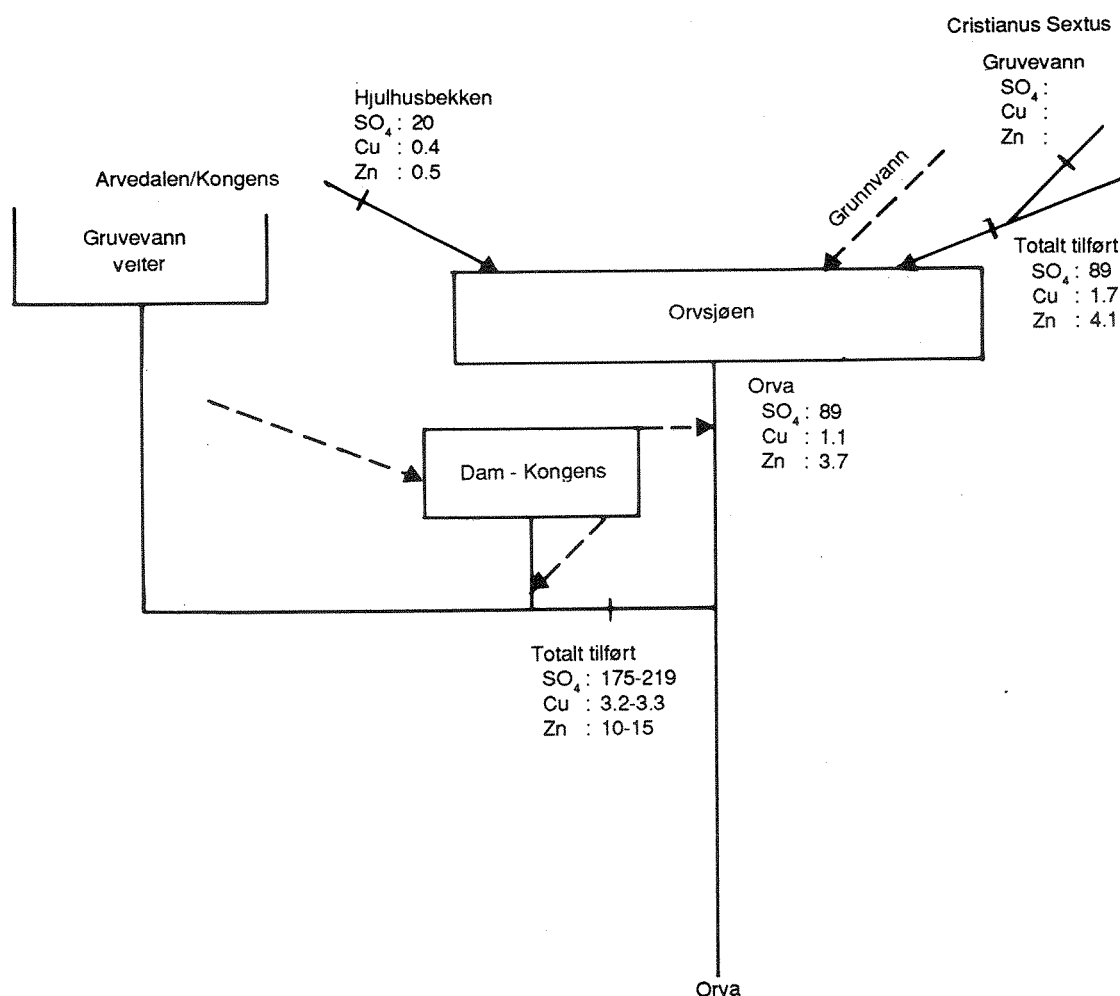 Cristianus Sextus
Gruvevann
SO₄ :
Cu :
Zn :
Hjulhusbekken
SO₄ : 20
Cu : 0.4
Zn : 0.5
Arvedalen/Kongens
Gruvevann
veiter
Grunnvann
Totalt tilført
SO₄ : 89
Cu : 1.7
Zn : 4.1
Orvsjøen
Orva
SO₄ : 89
Cu : 1.1
Zn : 3.7
Dam - Kongens
Totalt tilført
SO₄ : 175-219
Cu : 3.2-3.3
Zn : 10-15
Orva